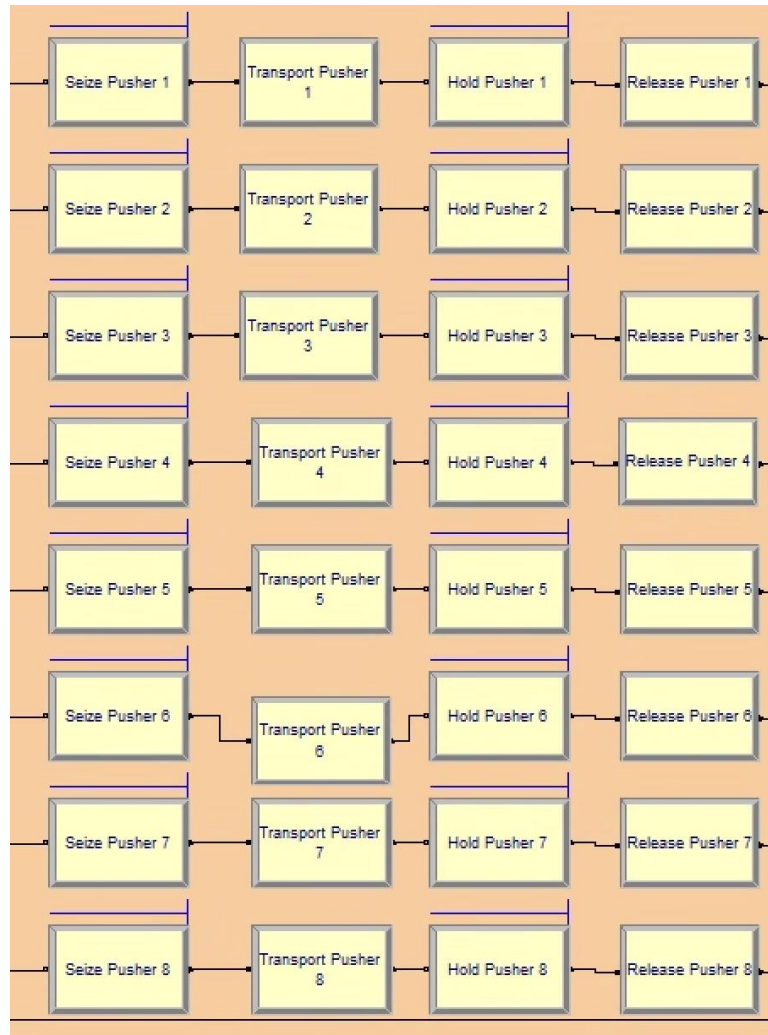 Seize Pusher 1
Transport Pusher
1
Hold Pusher 1
Release Pusher 1
Seize Pusher 2
Transport Pusher
2
Hold Pusher 2
Release Pusher 2
Seize Pusher 3
Transport Pusher
3
Hold Pusher 3
Release Pusher 3
Seize Pusher 4
Transport Pusher
4
Hold Pusher 4
Release Pusher 4
Seize Pusher 5
Transport Pusher
5
Hold Pusher 5
Release Pusher 5
Seize Pusher 6
Transport Pusher
6
Hold Pusher 6
Release Pusher 6
Seize Pusher 7
Transport Pusher
7
Hold Pusher 7
Release Pusher 7
Seize Pusher 8
Transport Pusher
8
Hold Pusher 8
Release Pusher 8